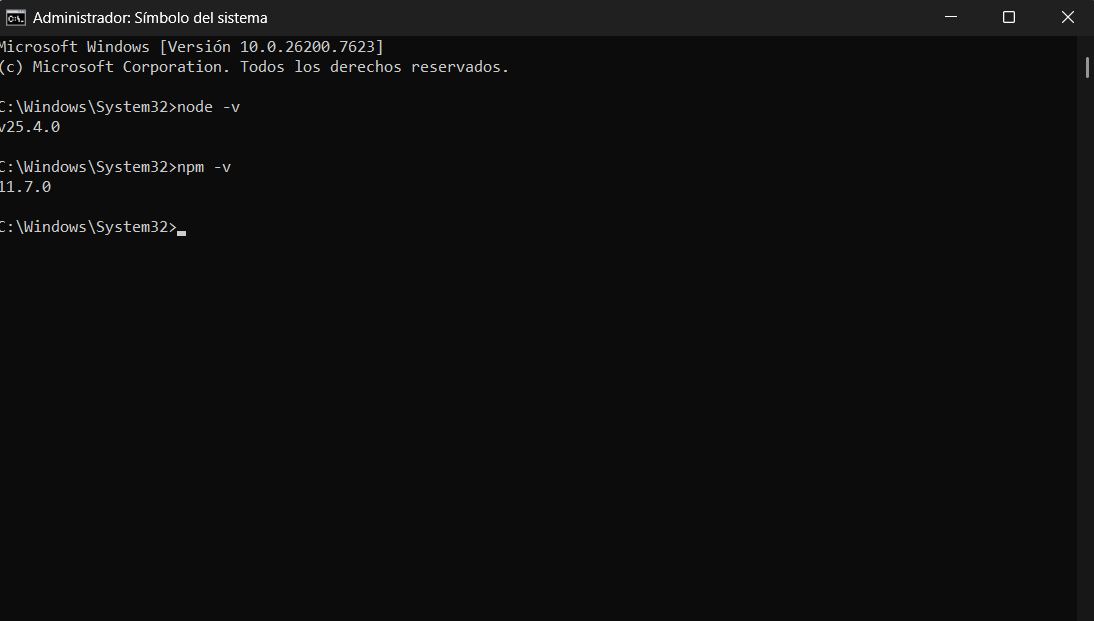 Administrador: Símbolo del sistema
Microsoft Windows [Versión 10.0.26200.7623]
(c) Microsoft Corporation. Todos los derechos reservados.
C:\Windows\System32>node -v
v25.4.0
C:\Windows\System32>npm -v
11.7.0
C:\Windows\System32>